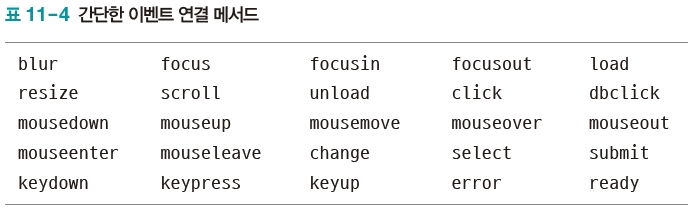 표 11-4 간단한 이벤트 연결 메서드
blur focus focusin focusout load
resize scroll unload click dbclick
mousedown mouseup mousemove mouseover mouseout
mouseenter mouseleave change select submit
keydown keypress keyup error ready